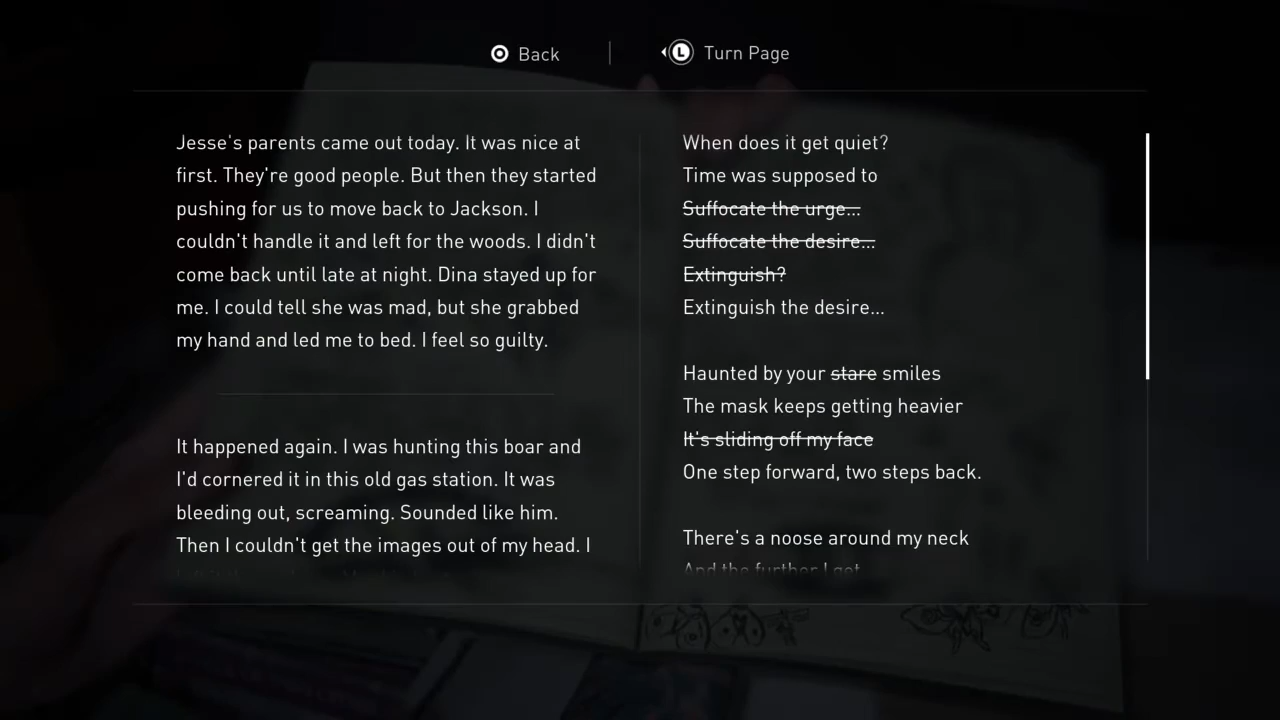 Back
L Turn Page
Jesse's parents came out today. It was nice at
first. They're good people. But then they started
pushing for us to move back to Jackson. I
couldn't handle it and left for the woods. I didn't
come back until late at night. Dina stayed up for
me. I could tell she was mad, but she grabbed
my hand and led me to bed. I feel so guilty.
It happened again. I was hunting this boar and
I'd cornered it in this old gas station. It was
bleeding out, screaming. Sounded like him.
Then I couldn't get the images out of my head. I
When does it get quiet?
Time was supposed to
Suffocate the urge...
Suffocate the desire...
Extinguish?
Extinguish the desire...
Haunted by your stare smiles
The mask keeps getting heavier
It's sliding off my face
One step forward, two steps back.
There's a noose around my neck
And the further I get